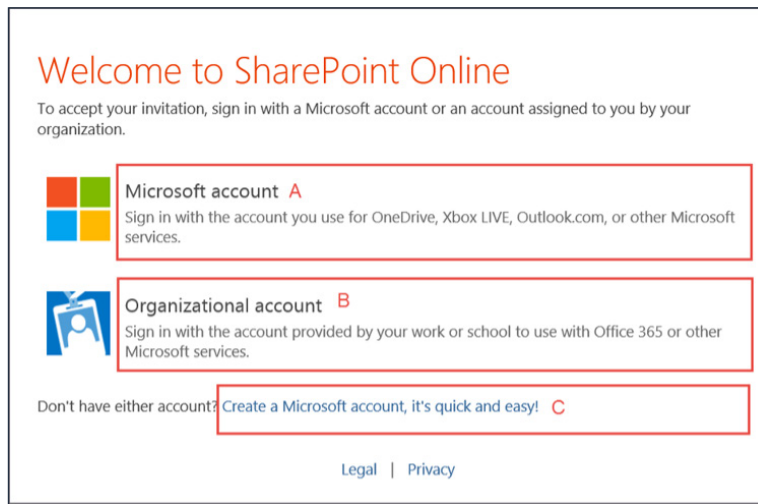 Welcome to SharePoint Online
To accept your invitation, sign in with a Microsoft account or an account assigned to you by your
organization.
Microsoft account A
Sign in with the account you use for OneDrive, Xbox LIVE, Outlook.com, or other Microsoft
services.
Organizational account B
Sign in with the account provided by your work or school to use with Office 365 or other
Microsoft services.
Don't have either account? Create a Microsoft account, it's quick and easy! C
Legal | Privacy